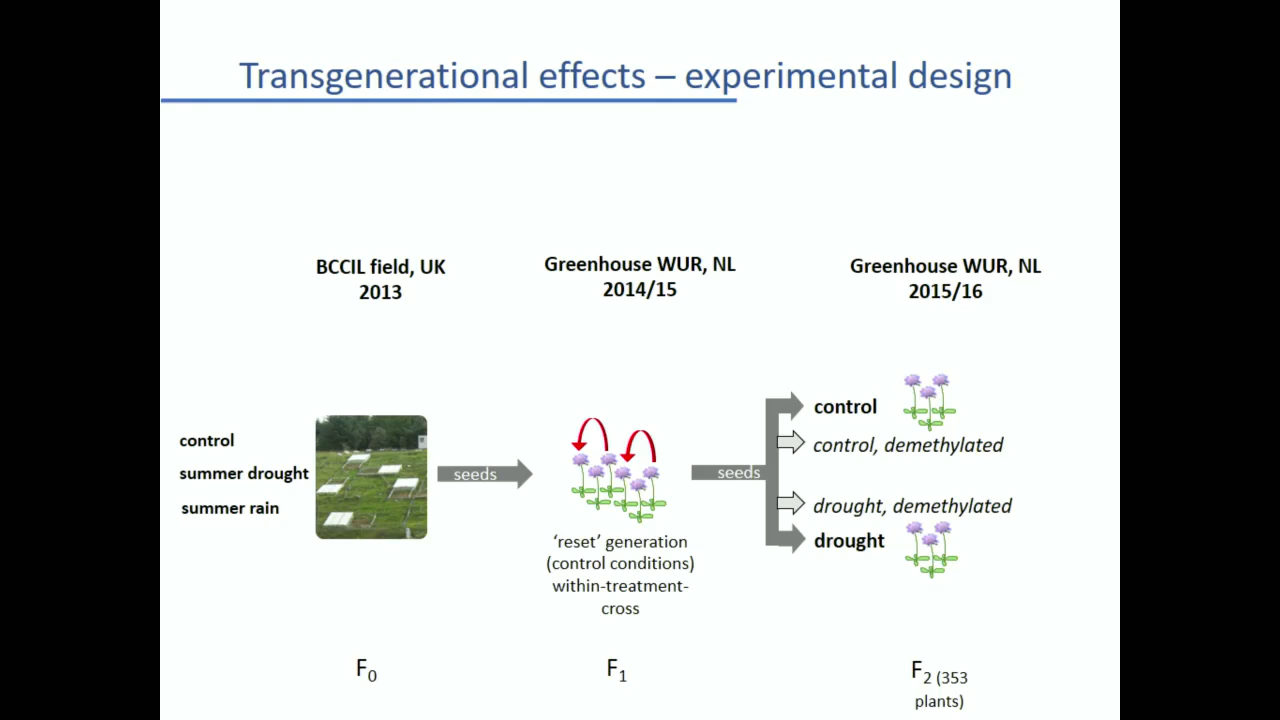 Transgenerational effects – experimental design
BCCIL field, UK
2013
Greenhouse WUR, NL
2014/15
Greenhouse WUR, NL
2015/16
control
summer drought
summer rain
seeds
seeds
control
control, demethylated
drought, demethylated
drought
‘reset’ generation
(control conditions)
within-treatment-
cross
F0
F1
F2 (353
plants)